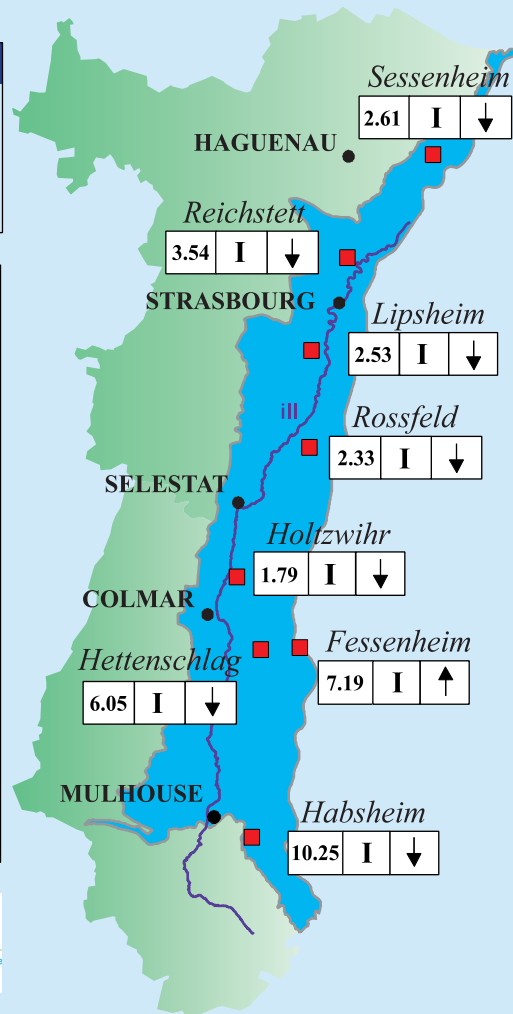 Sessenheim
2.61 I ↓
HAGUENAU
Reichstett
3.54 I ↓
STRASBOURG
Lipsheim
2.53 I ↓
ill
Rossfeld
2.33 I ↓
SELESTAT
Holtzwihr
1.79 I ↓
COLMAR
Fessenheim
7.19 I ↑
Hettenschlag
6.05 I ↓
MULHOUSE
Habsheim
10.25 I ↓